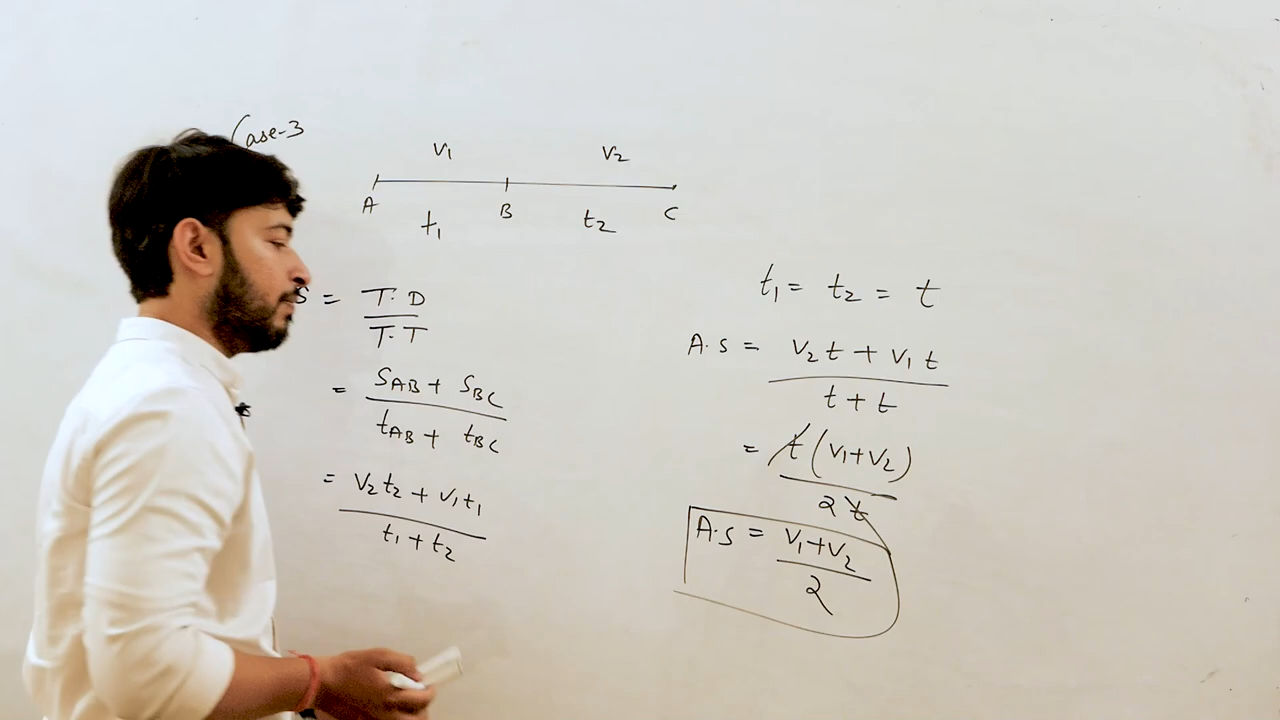 Case-3
v₁ v₂
A B C
t₁ t₂
S = T.D / T.T
= S_AB + S_BC / t_AB + t_BC
= v₂t₂ + v₁t₁ / t₁ + t₂
t₁ = t₂ = t
A.S = v₂t + v₁t / t + t
= t(v₁+v₂) / 2t
A.S = v₁+v₂ / 2